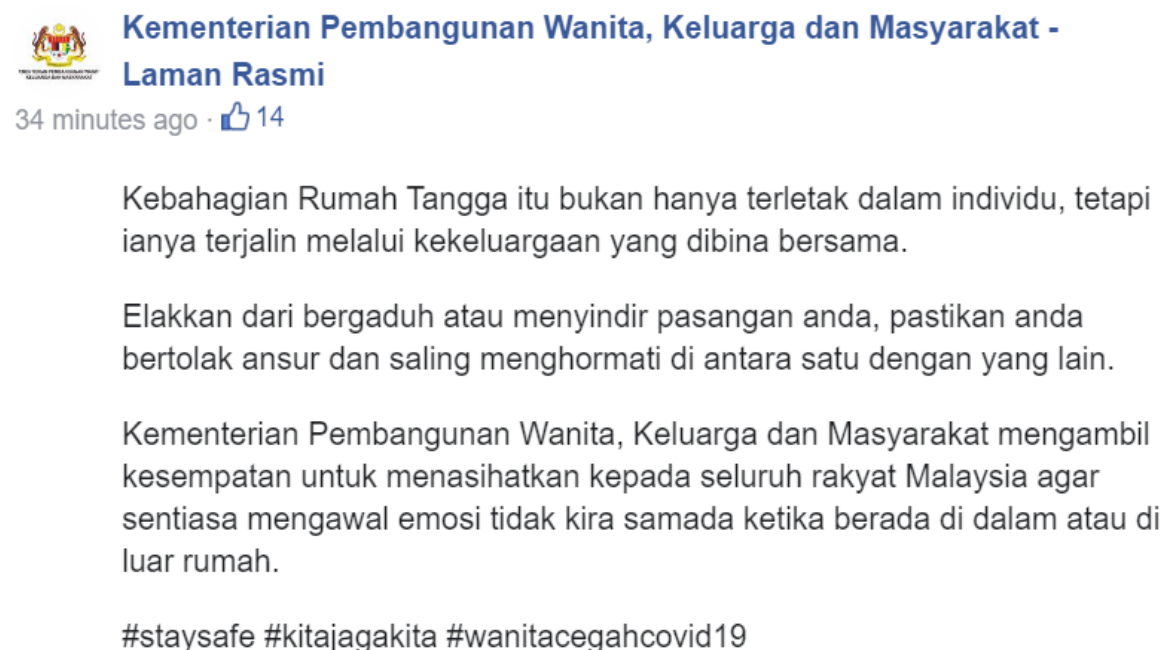 Kementerian Pembangunan Wanita, Keluarga dan Masyarakat -
Laman Rasmi
34 minutes ago · 14
Kebahagian Rumah Tangga itu bukan hanya terletak dalam individu, tetapi
ianya terjalin melalui kekeluargaan yang dibina bersama.
Elakkan dari bergaduh atau menyindir pasangan anda, pastikan anda
bertolak ansur dan saling menghormati di antara satu dengan yang lain.
Kementerian Pembangunan Wanita, Keluarga dan Masyarakat mengambil
kesempatan untuk menasihatkan kepada seluruh rakyat Malaysia agar
sentiasa mengawal emosi tidak kira samada ketika berada di dalam atau di
luar rumah.
#staysafe #kitajagakita #wanitacegahcovid19